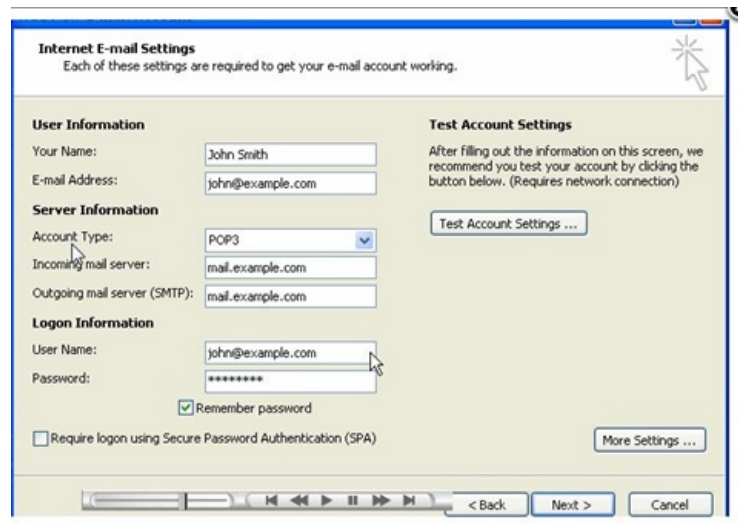 Internet E-mail Settings
Each of these settings are required to get your e-mail account working.
User Information
Your Name:
John Smith
E-mail Address:
john@example.com
Server Information
Account Type:
POP3
Incoming mail server:
mail.example.com
Outgoing mail server (SMTP):
mail.example.com
Logon Information
User Name:
john@example.com
Password:
********
Remember password
Require logon using Secure Password Authentication (SPA)
Test Account Settings
After filling out the information on this screen, we
recommend you test your account by clicking the
button below. (Requires network connection)
Test Account Settings ...
More Settings ...
< Back
Next >
Cancel